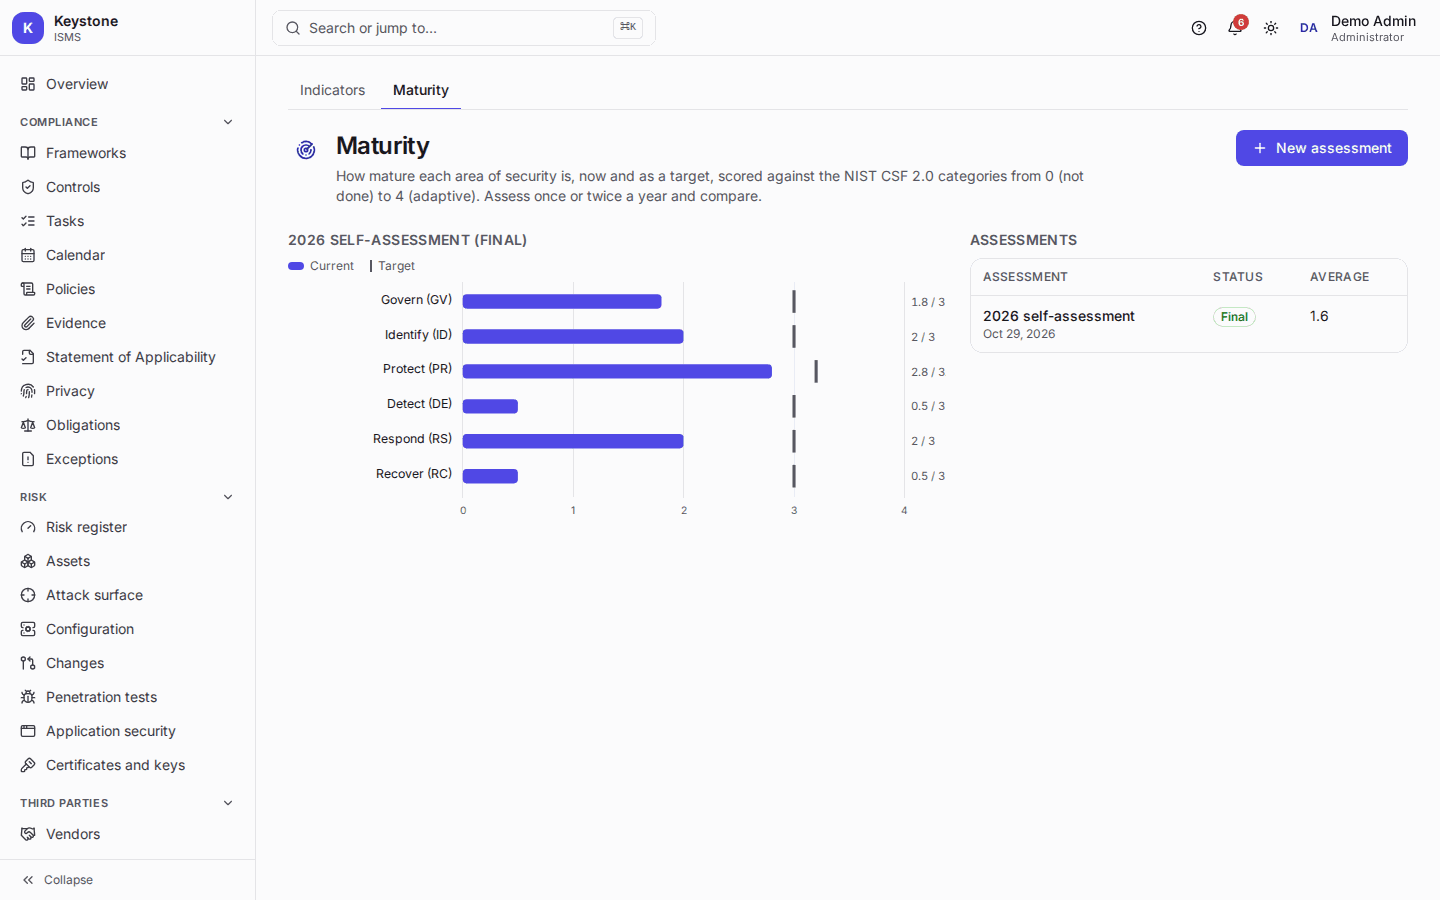 K
Keystone
ISMS
Search or jump to...
⌘K
6
DA
Demo Admin
Administrator
Overview
COMPLIANCE
Frameworks
Controls
Tasks
Calendar
Policies
Evidence
Statement of Applicability
Privacy
Obligations
Exceptions
RISK
Risk register
Assets
Attack surface
Configuration
Changes
Penetration tests
Application security
Certificates and keys
THIRD PARTIES
Vendors
Collapse
Indicators
Maturity
Maturity
New assessment
How mature each area of security is, now and as a target, scored against the NIST CSF 2.0 categories from 0 (not
done) to 4 (adaptive). Assess once or twice a year and compare.
2026 SELF-ASSESSMENT (FINAL)
Current
Target
Govern (GV)
1.8 / 3
Identify (ID)
2 / 3
Protect (PR)
2.8 / 3
Detect (DE)
0.5 / 3
Respond (RS)
2 / 3
Recover (RC)
0.5 / 3
0 1 2 3 4
ASSESSMENTS
ASSESSMENT STATUS AVERAGE
2026 self-assessment Final 1.6
Oct 29, 2026